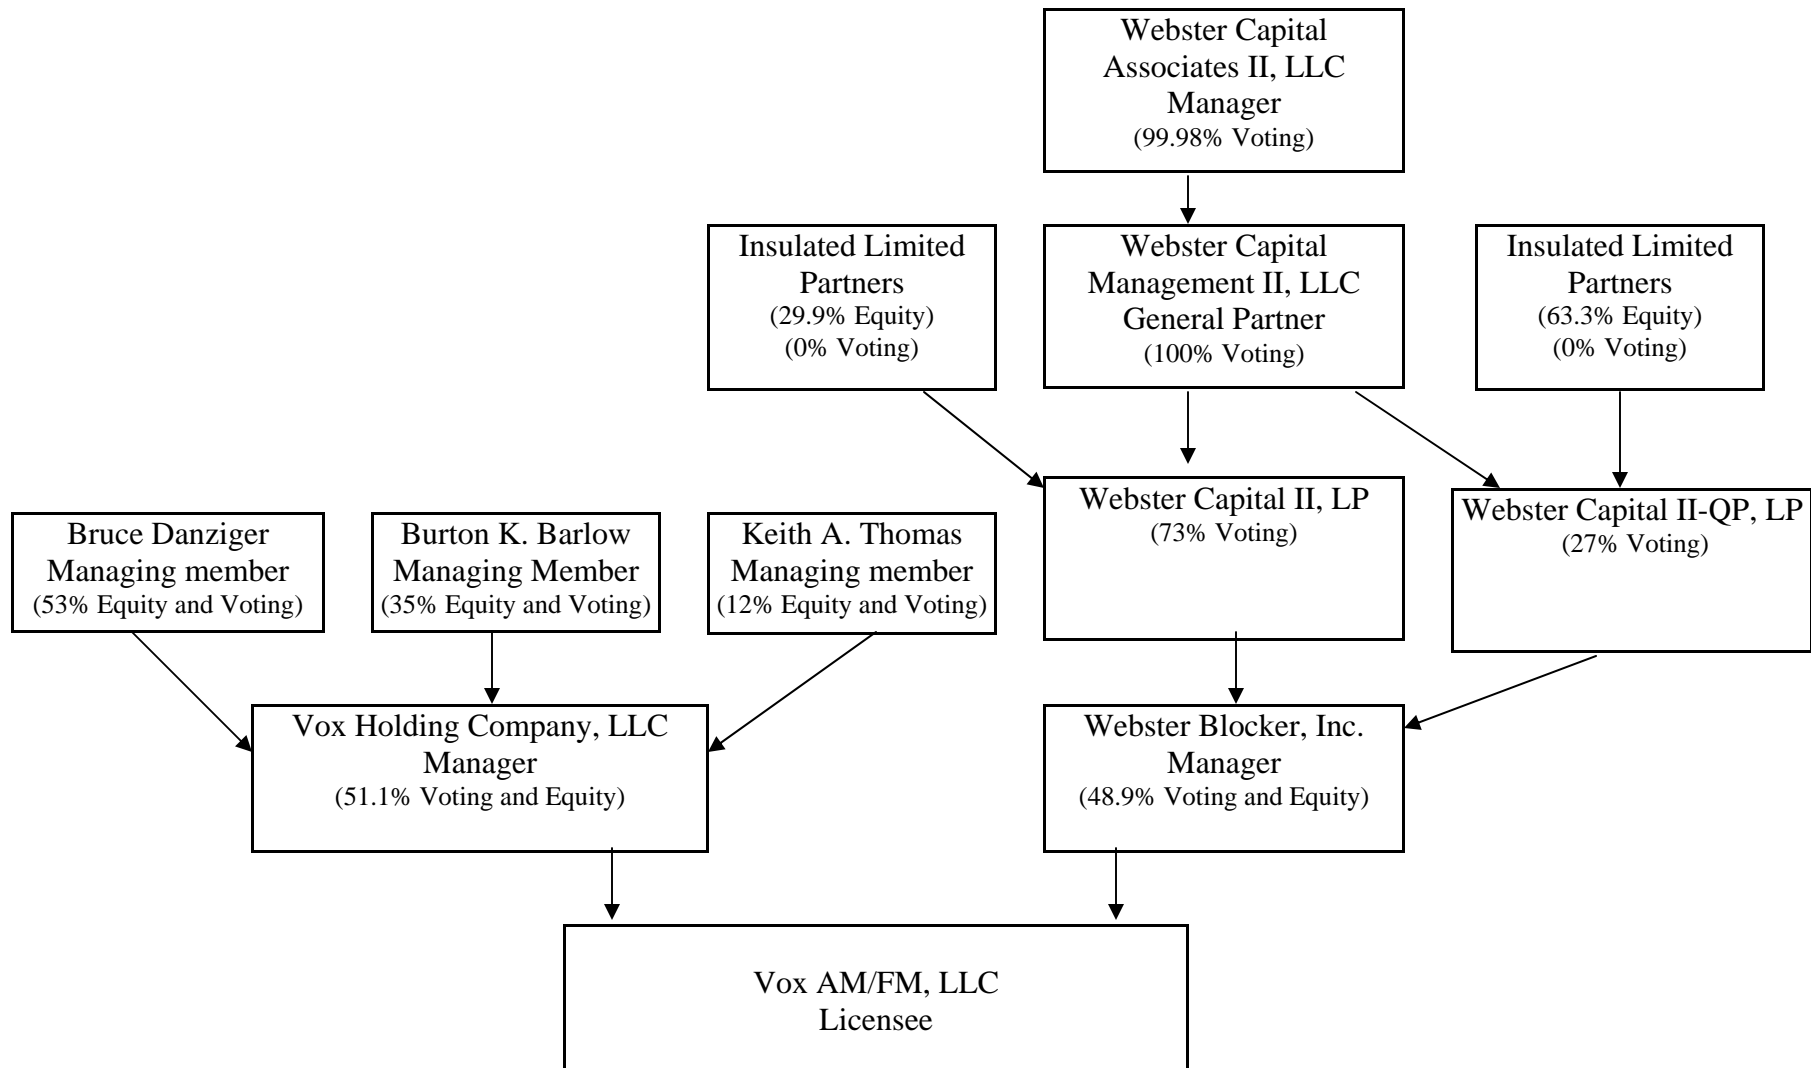 Webster Capital
Associates II, LLC
Manager
(99.98% Voting)
Insulated Limited
Partners
(29.9% Equity)
(0% Voting)
Webster Capital
Management II, LLC
General Partner
(100% Voting)
Insulated Limited
Partners
(63.3% Equity)
(0% Voting)
Bruce Danziger
Managing member
(53% Equity and Voting)
Burton K. Barlow
Managing Member
(35% Equity and Voting)
Keith A. Thomas
Managing member
(12% Equity and Voting)
Webster Capital II, LP
(73% Voting)
Webster Capital II-QP, LP
(27% Voting)
Vox Holding Company, LLC
Manager
(51.1% Voting and Equity)
Webster Blocker, Inc.
Manager
(48.9% Voting and Equity)
Vox AM/FM, LLC
Licensee